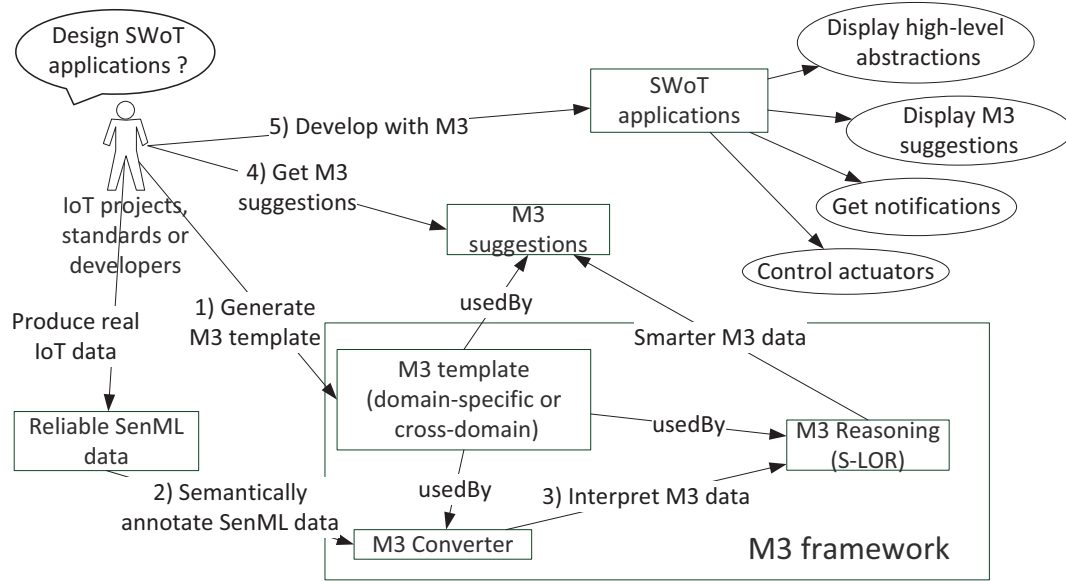 Design SWoT
applications ?
Display high-level
abstractions
SWoT
applications
5) Develop with M3
Display M3
suggestions
4) Get M3
suggestions
IoT projects,
standards or
developers
Get notifications
M3
suggestions
Control actuators
usedBy
1) Generate
M3 template
Produce real
IoT data
Smarter M3 data
M3 template
(domain-specific or
cross-domain)
usedBy
Reliable SenML
data
M3 Reasoning
(S-LOR)
usedBy
2) Semantically
annotate SenML data
3) Interpret M3 data
M3 Converter
M3 framework